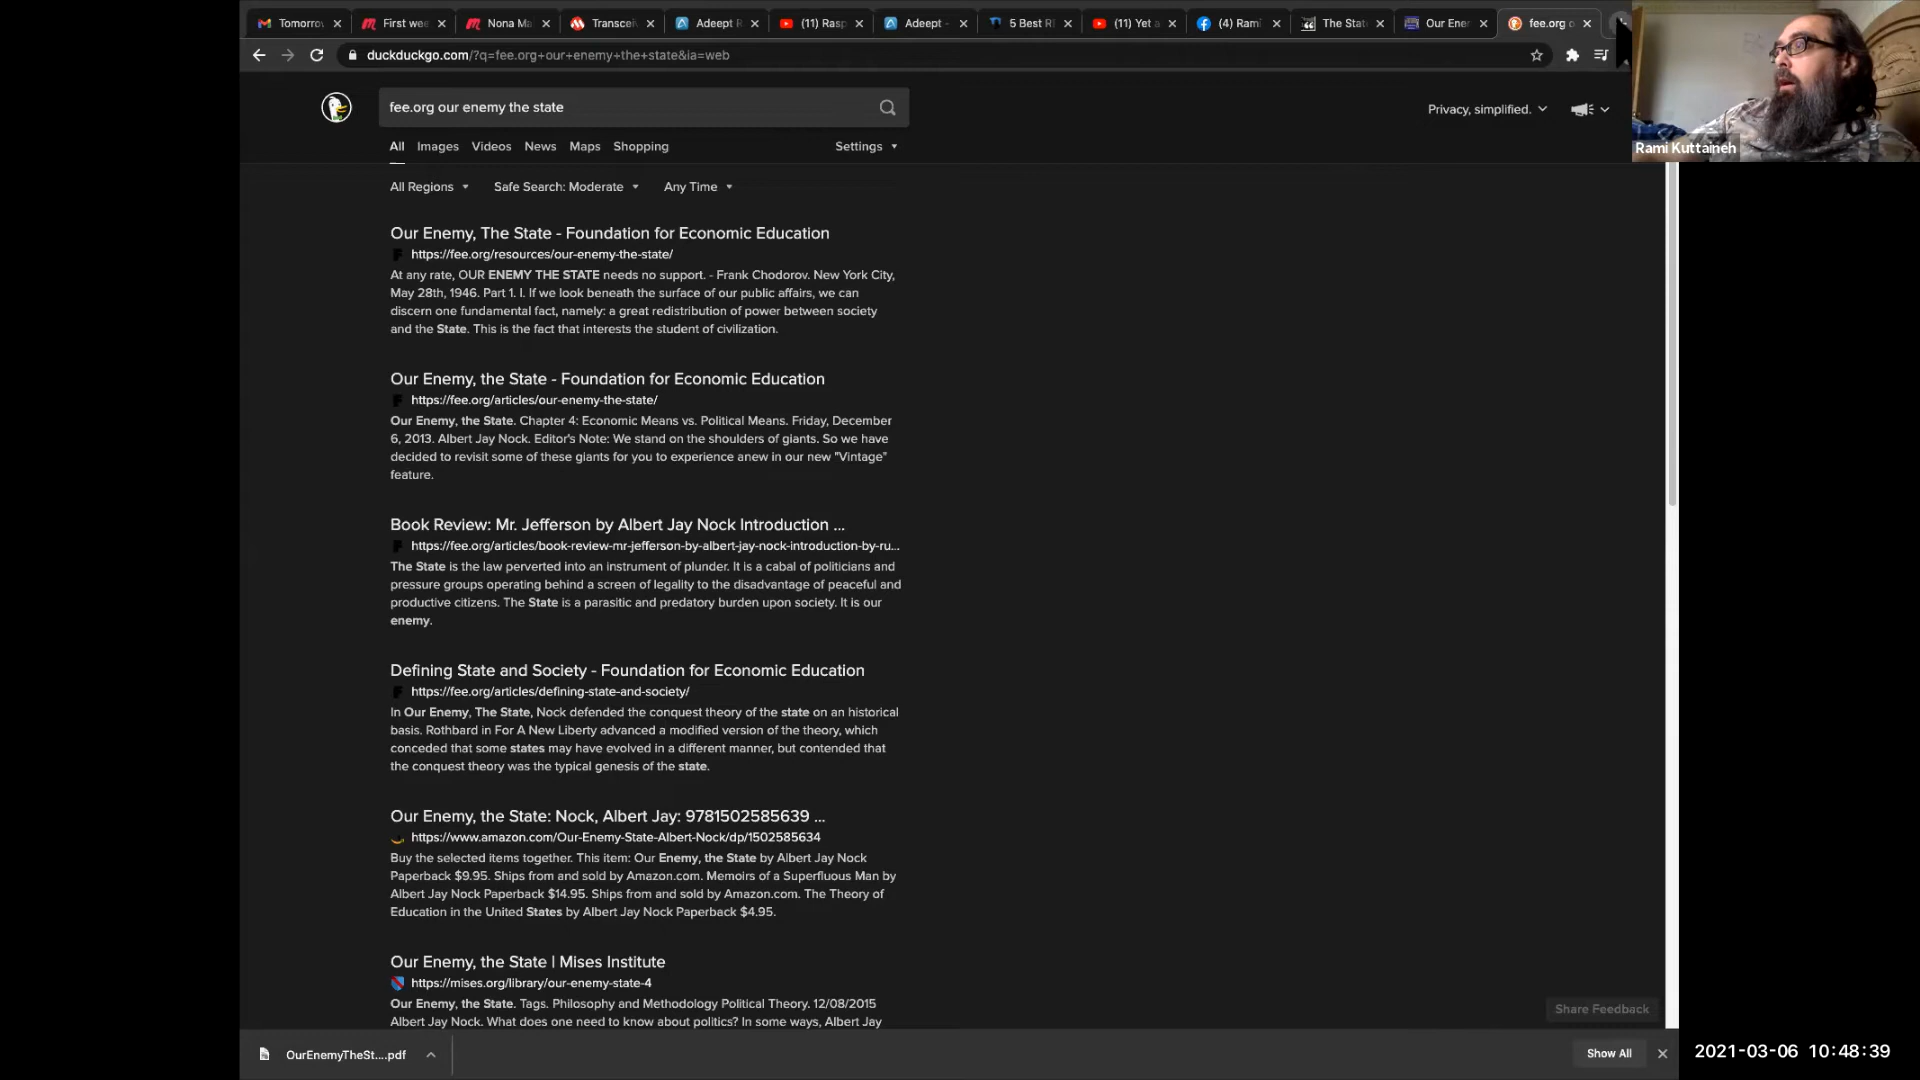 Tomorrov
First wee
Nona Ma
Transcei
Adeept R
(11) Rasp
Adeept -
5 Best RF
(11) Yet a
(4) Rami
The State
Our Ener
fee.org o
duckduckgo.com/?q=fee.org+our+enemy+the+state&ia=web
fee.org our enemy the state
Privacy, simplified.
Rami Kuttaineh
All Images Videos News Maps Shopping Settings
All Regions Safe Search: Moderate Any Time
Our Enemy, The State - Foundation for Economic Education
https://fee.org/resources/our-enemy-the-state/
At any rate, OUR ENEMY THE STATE needs no support. - Frank Chodorov. New York City,
May 28th, 1946. Part 1. I. If we look beneath the surface of our public affairs, we can
discern one fundamental fact, namely: a great redistribution of power between society
and the State. This is the fact that interests the student of civilization.
Our Enemy, the State - Foundation for Economic Education
https://fee.org/articles/our-enemy-the-state/
Our Enemy, the State. Chapter 4: Economic Means vs. Political Means. Friday, December
6, 2013. Albert Jay Nock. Editor's Note: We stand on the shoulders of giants. So we have
decided to revisit some of these giants for you to experience anew in our new "Vintage"
feature.
Book Review: Mr. Jefferson by Albert Jay Nock Introduction ...
https://fee.org/articles/book-review-mr-jefferson-by-albert-jay-nock-introduction-by-ru...
The State is the law perverted into an instrument of plunder. It is a cabal of politicians and
pressure groups operating behind a screen of legality to the disadvantage of peaceful and
productive citizens. The State is a parasitic and predatory burden upon society. It is our
enemy.
Defining State and Society - Foundation for Economic Education
https://fee.org/articles/defining-state-and-society/
In Our Enemy, The State, Nock defended the conquest theory of the state on an historical
basis. Rothbard in For A New Liberty advanced a modified version of the theory, which
conceded that some states may have evolved in a different manner, but contended that
the conquest theory was the typical genesis of the state.
Our Enemy, the State: Nock, Albert Jay: 9781502585639 ...
https://www.amazon.com/Our-Enemy-State-Albert-Nock/dp/1502585634
Buy the selected items together. This item: Our Enemy, the State by Albert Jay Nock
Paperback $9.95. Ships from and sold by Amazon.com. Memoirs of a Superfluous Man by
Albert Jay Nock Paperback $14.95. Ships from and sold by Amazon.com. The Theory of
Education in the United States by Albert Jay Nock Paperback $4.95.
Our Enemy, the State | Mises Institute
https://mises.org/library/our-enemy-state-4
Our Enemy, the State. Tags. Philosophy and Methodology Political Theory. 12/08/2015
Albert Jay Nock. What does one need to know about politics? In some ways, Albert Jay
Share Feedback
OurEnemyTheSt....pdf
Show All
2021-03-06 10:48:39